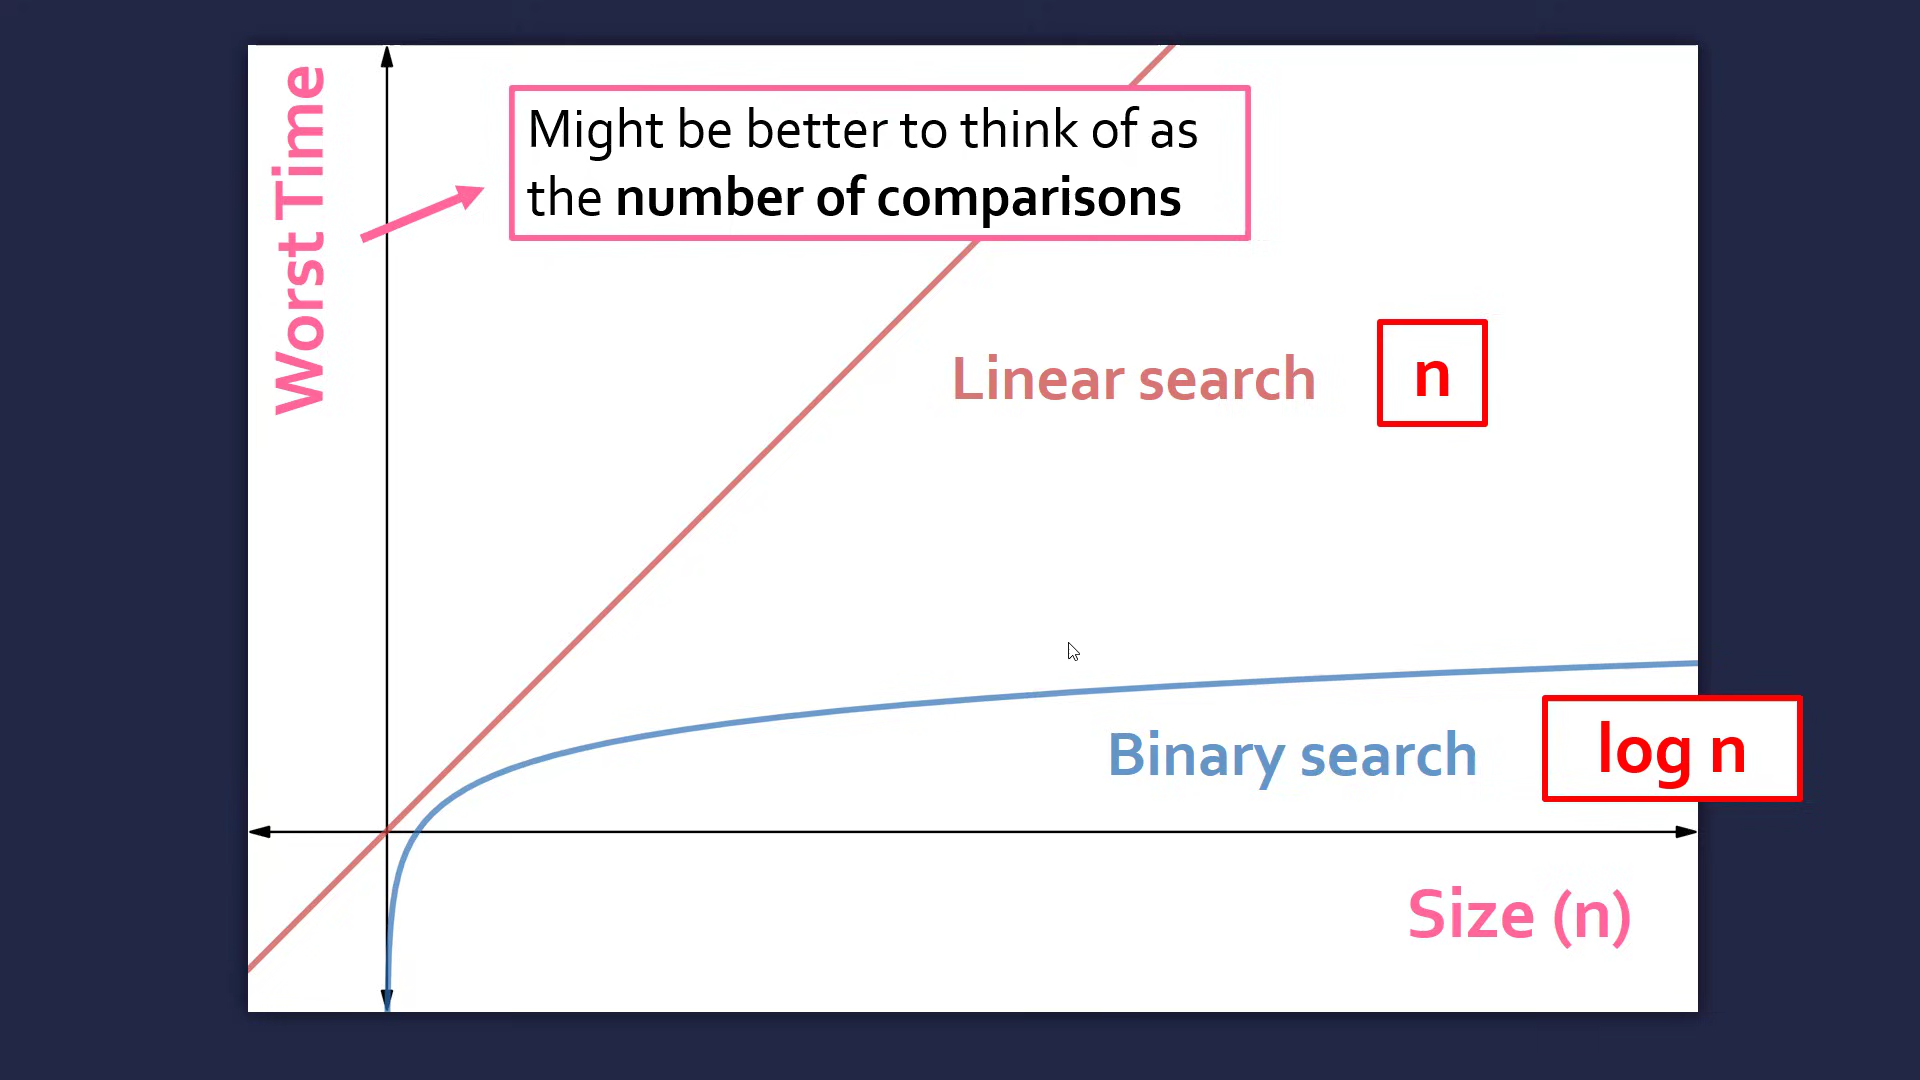 Worst Time
Might be better to think of as
the number of comparisons
Linear search
n
Binary search
log n
Size (n)